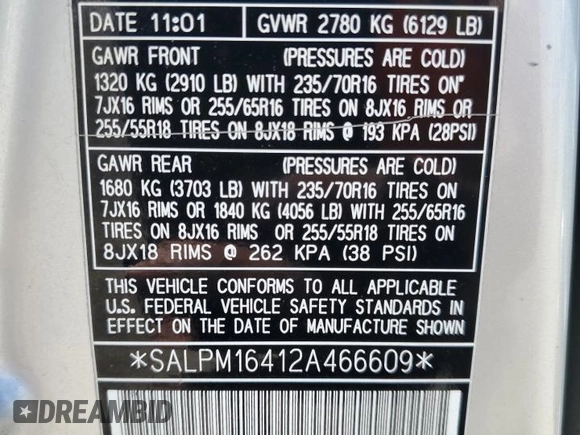 DATE 11:01 GVWR 2780 KG (6129 LB)
GAWR FRONT (PRESSURES ARE COLD)
1320 KG (2910 LB) WITH 235/70R16 TIRES ON
7JX16 RIMS OR 255/65R16 TIRES ON 8JX16 RIMS OR
255/55R18 TIRES ON 8JX18 RIMS @ 193 KPA (28PSI)
GAWR REAR (PRESSURES ARE COLD)
1680 KG (3703 LB) WITH 235/70R16 TIRES ON
7JX16 RIMS OR 1840 KG (4056 LB) WITH 255/65R16
TIRES ON 8JX16 RIMS OR 255/55R18 TIRES ON
8JX18 RIMS @ 262 KPA (38 PSI)
THIS VEHICLE CONFORMS TO ALL APPLICABLE
U.S. FEDERAL VEHICLE SAFETY STANDARDS IN
EFFECT ON THE DATE OF MANUFACTURE SHOWN
*SALPM16412A466609*
DREAMBID